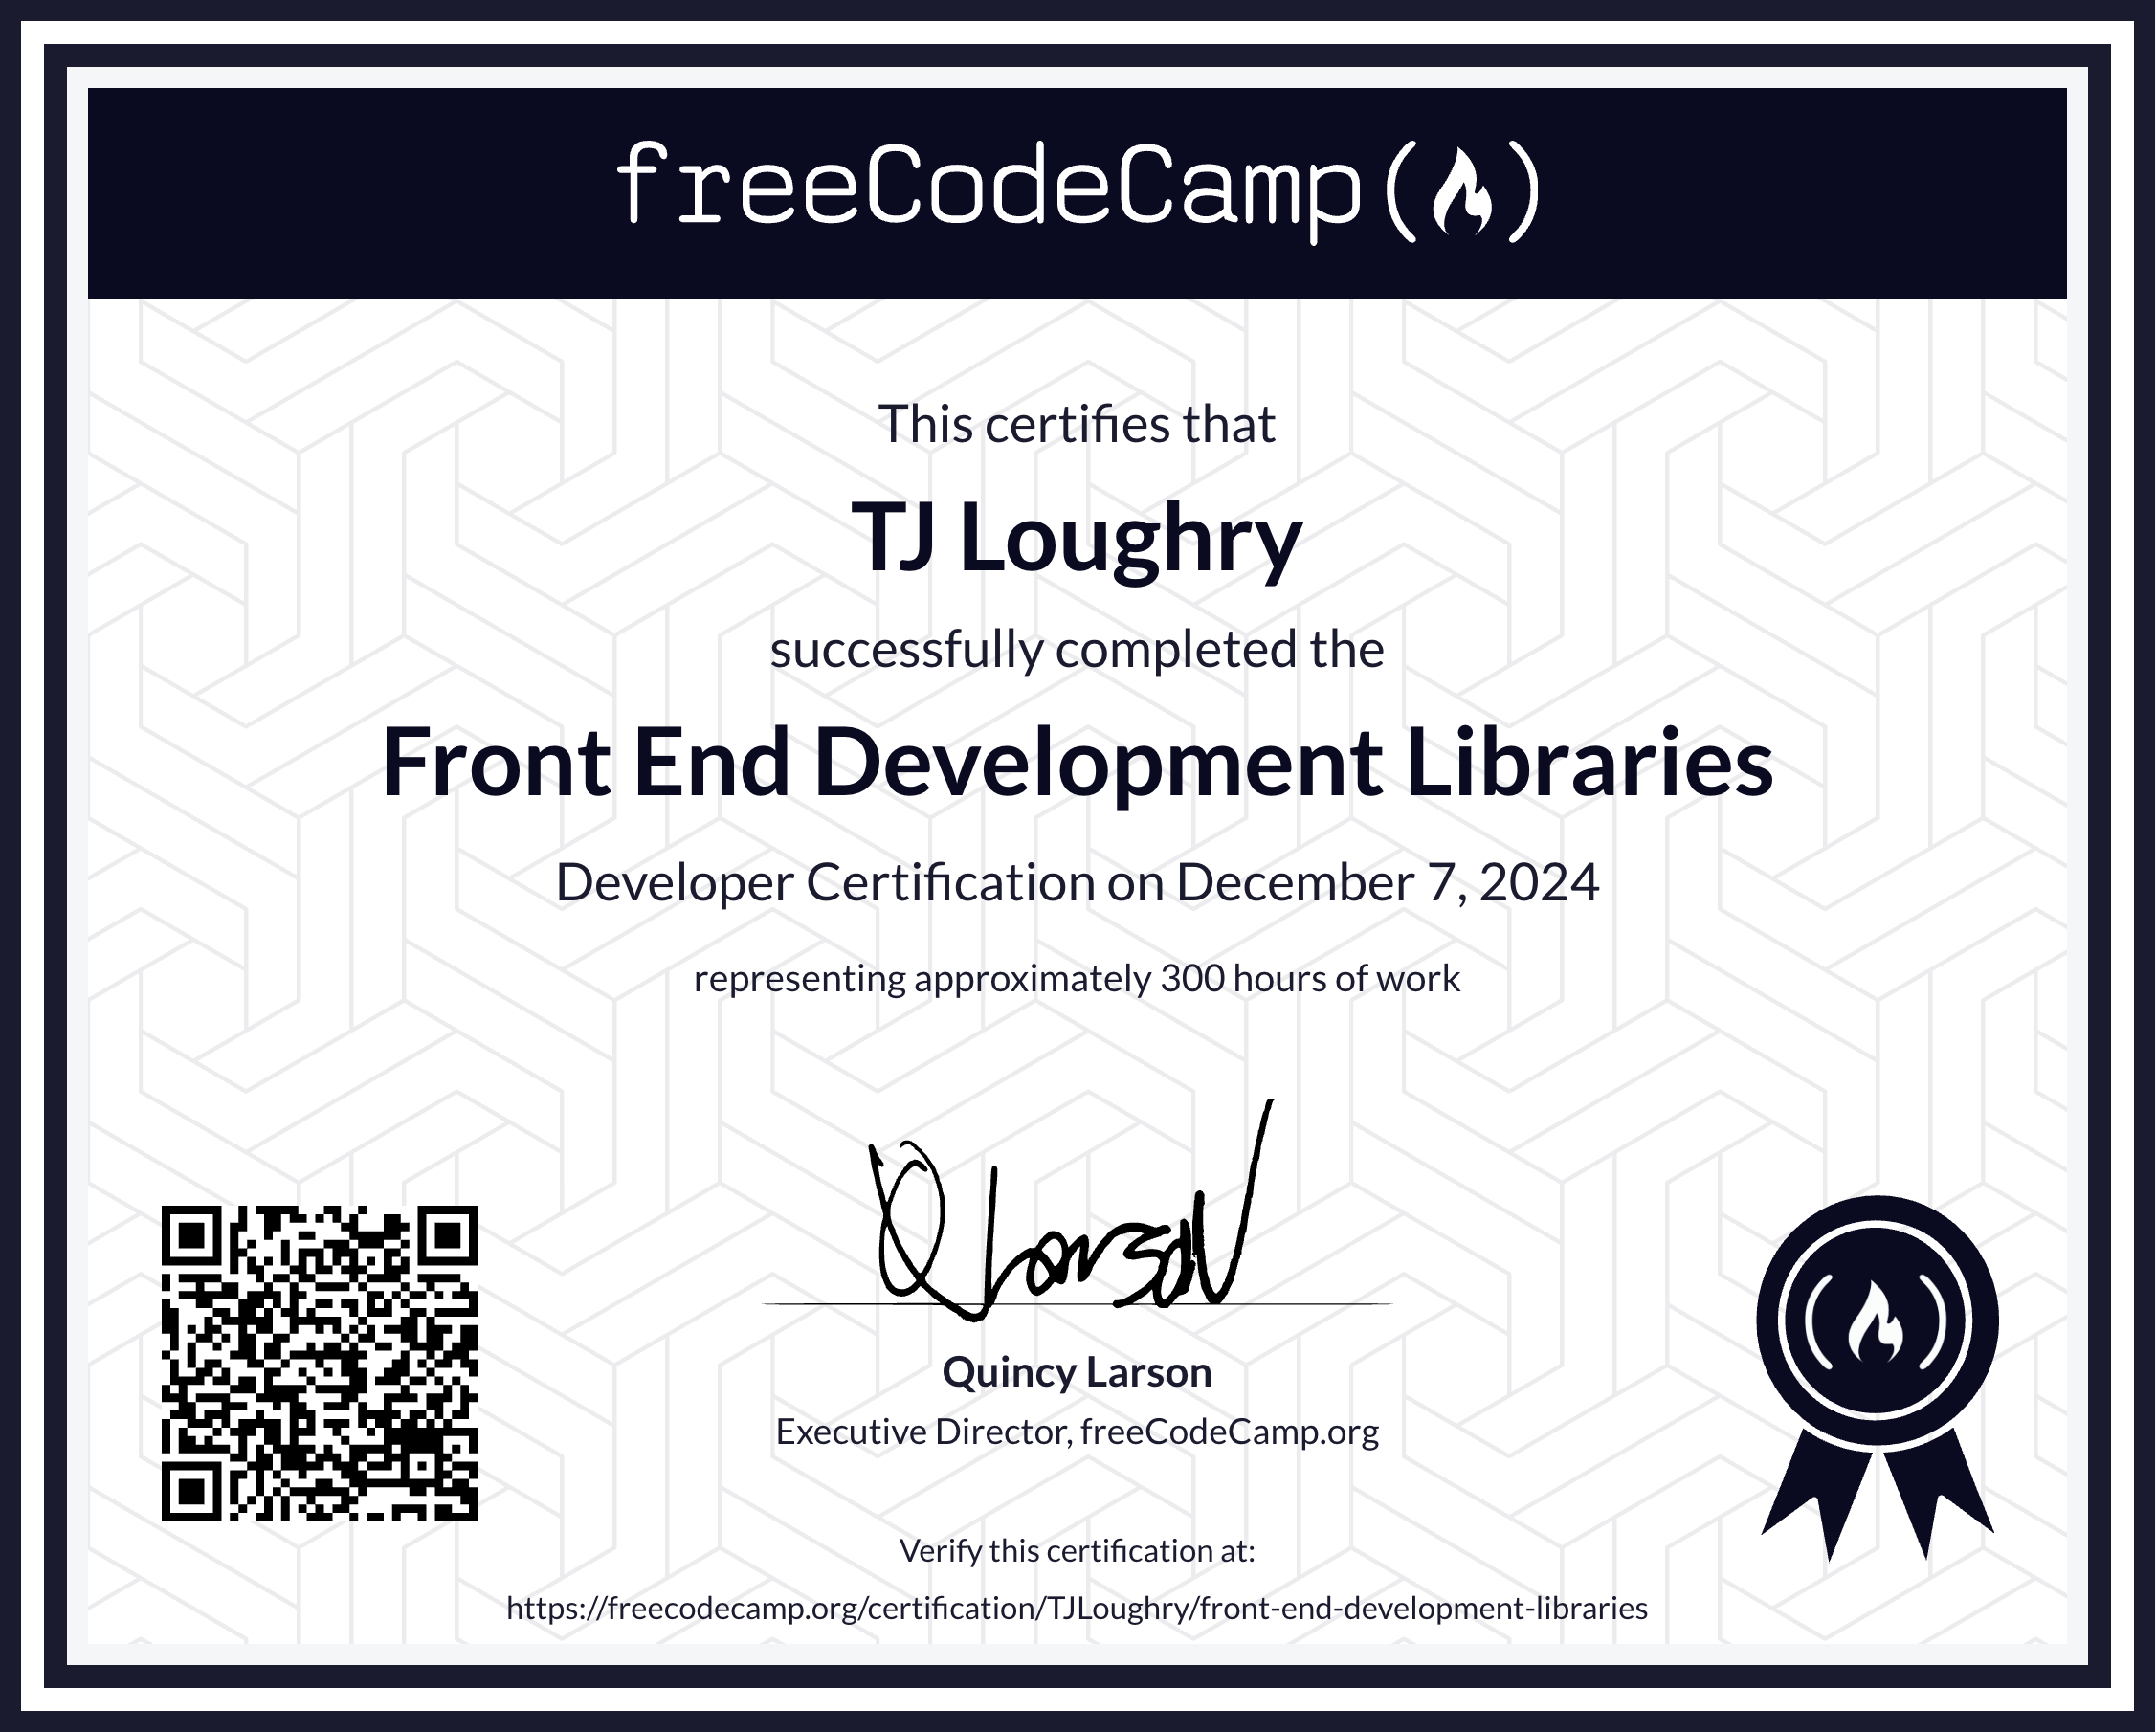 freeCodeCamp(🔥)
This certifies that
TJ Loughry
successfully completed the
Front End Development Libraries
Developer Certification on December 7, 2024
representing approximately 300 hours of work
Q Larson
Quincy Larson
Executive Director, freeCodeCamp.org
Verify this certification at:
https://freecodecamp.org/certification/TJLoughry/front-end-development-libraries